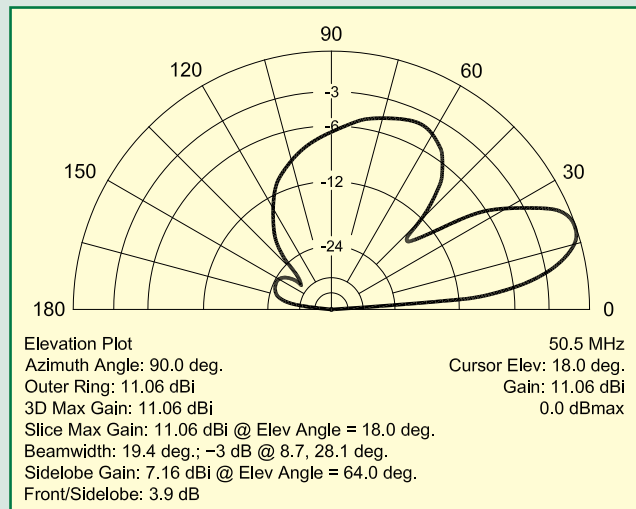 90
120
60
-3
-6
150
30
-12
-24
180
0
Elevation Plot
50.5 MHz
Azimuth Angle: 90.0 deg.
Cursor Elev: 18.0 deg.
Outer Ring: 11.06 dBi
Gain: 11.06 dBi
3D Max Gain: 11.06 dBi
0.0 dBmax
Slice Max Gain: 11.06 dBi @ Elev Angle = 18.0 deg.
Beamwidth: 19.4 deg.; −3 dB @ 8.7, 28.1 deg.
Sidelobe Gain: 7.16 dBi @ Elev Angle = 64.0 deg.
Front/Sidelobe: 3.9 dB